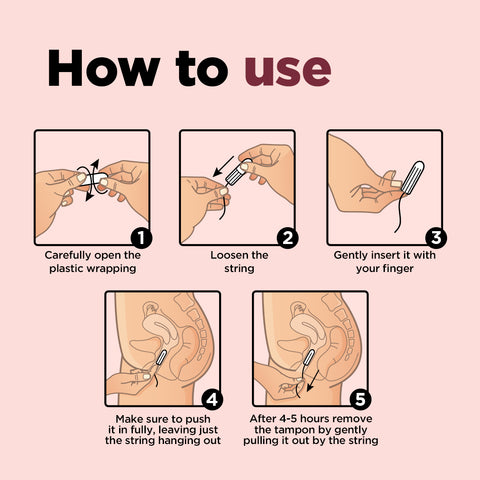 How to use
1
Carefully open the
plastic wrapping
2
Loosen the
string
3
Gently insert it with
your finger
4
Make sure to push
it in fully, leaving just
the string hanging out
5
After 4-5 hours remove
the tampon by gently
pulling it out by the string